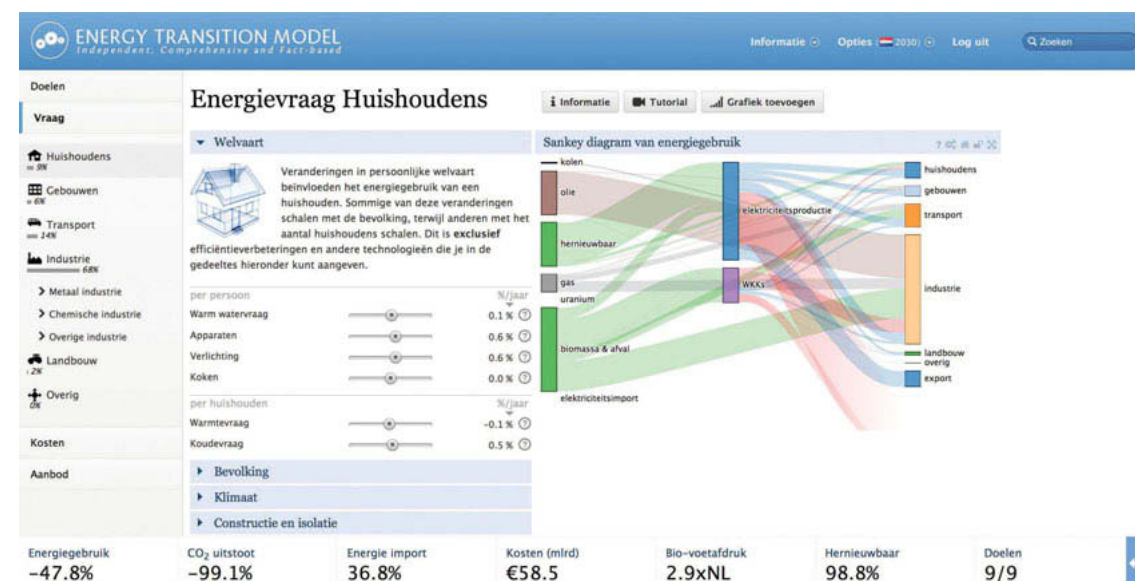 ENERGY TRANSITION MODEL
Independent, Comprehensive and Fact-based
Informatie
Opties (2030)
Log uit
Zoeken
Doelen
Vraag
Huishoudens
9%
Gebouwen
6%
Transport
14%
Industrie
68%
Metaal industrie
Chemische industrie
Overige industrie
Landbouw
2%
Overig
0%
Kosten
Aanbod
Energievraag Huishoudens
i Informatie
Tutorial
Grafiek toevoegen
Welvaart
Veranderingen in persoonlijke welvaart
beïnvloeden het energiegebruik van een
huishouden. Sommige van deze veranderingen
schalen met de bevolking, terwijl anderen met het
aantal huishoudens schalen. Dit is exclusief
efficiëntieverbeteringen en andere technologieën die je in de
gedeeltes hieronder kunt aangeven.
per persoon %/jaar
Warm watervraag 0.1 % ?
Apparaten 0.6 % ?
Verlichting 0.6 % ?
Koken 0.0 % ?
per huishouden %/jaar
Warmtevraag -0.1 % ?
Koudevraag 0.5 % ?
Bevolking
Klimaat
Constructie en isolatie
Sankey diagram van energiegebruik
?
kolen
olie
hernieuwbaar
gas
uranium
biomassa & afval
elektriciteitsimport
elektriciteitsproductie
WKKs
huishoudens
gebouwen
transport
industrie
landbouw
overig
export
Energiegebruik
-47.8%
CO₂ uitstoot
-99.1%
Energie import
36.8%
Kosten (mlrd)
€58.5
Bio-voetafdruk
2.9xNL
Hernieuwbaar
98.8%
Doelen
9/9